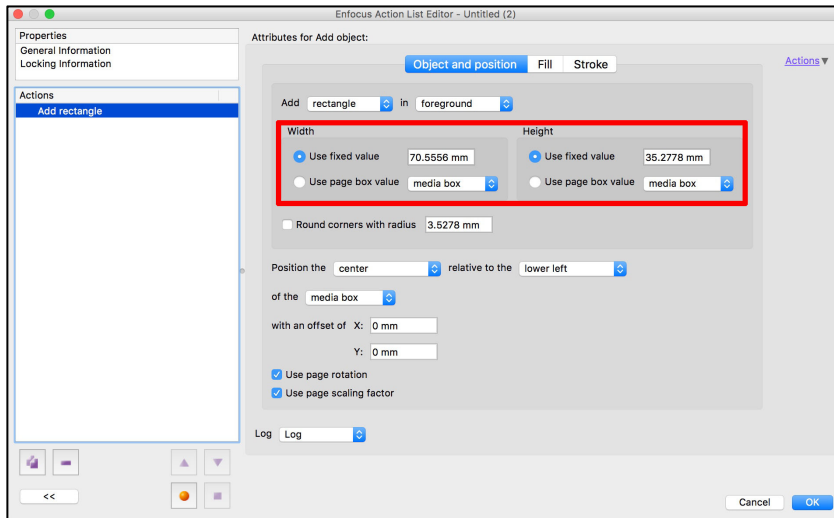 Enfocus Action List Editor - Untitled (2)
Properties
General Information
Locking Information
Actions
Add rectangle
Attributes for Add object:
Object and position Fill Stroke
Actions
Add rectangle in foreground
Width
Use fixed value 70.5556 mm
Use page box value media box
Height
Use fixed value 35.2778 mm
Use page box value media box
Round corners with radius 3.5278 mm
Position the center relative to the lower left
of the media box
with an offset of X: 0 mm
Y: 0 mm
Use page rotation
Use page scaling factor
Log Log
<<
Cancel OK